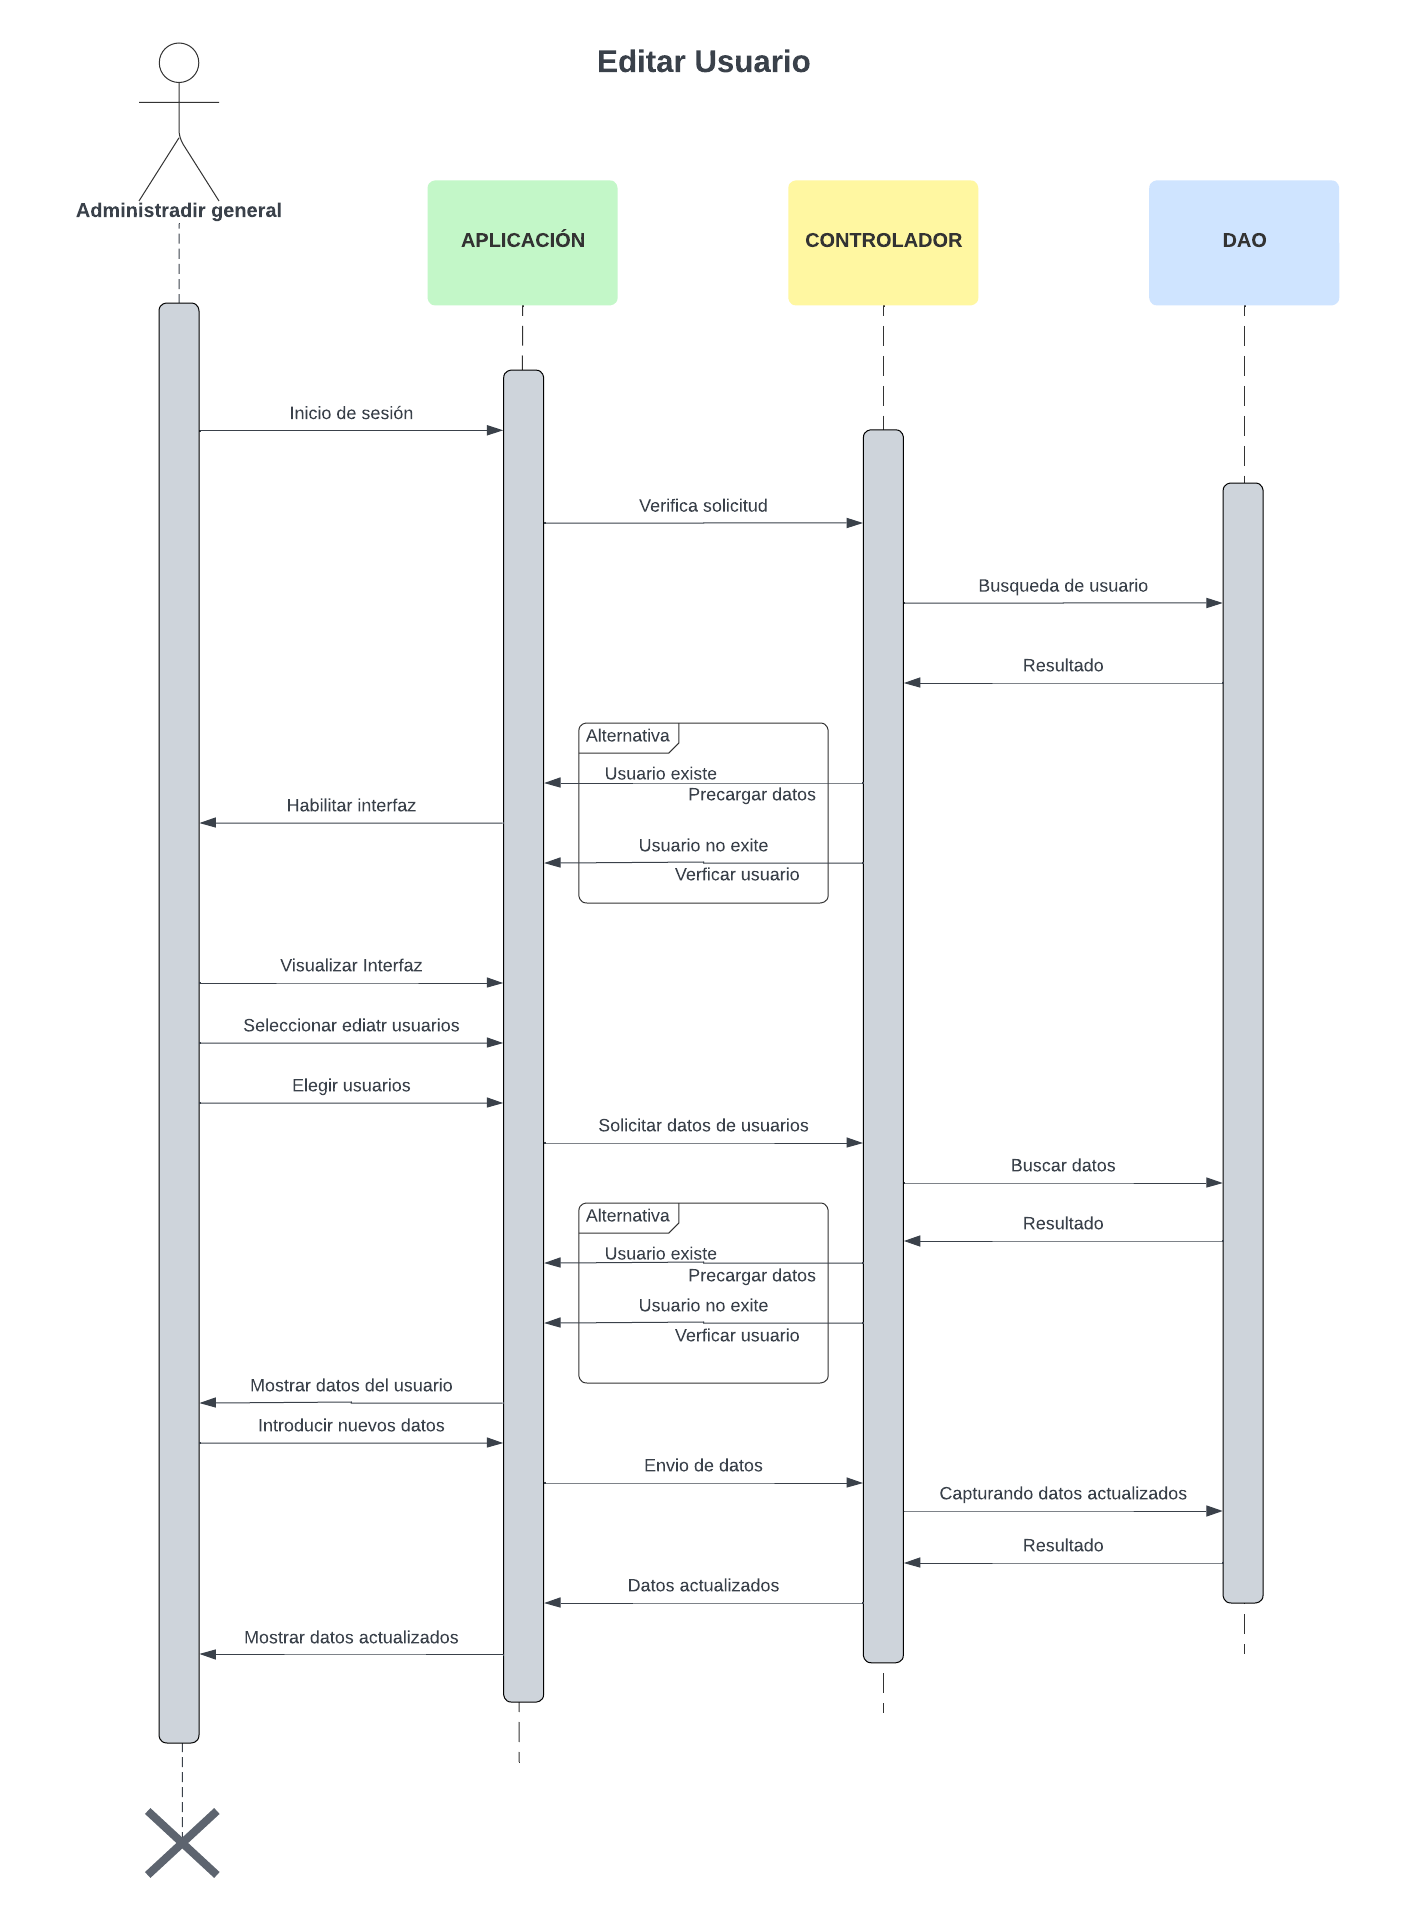 Editar Usuario
Administradir general
APLICACIÓN
CONTROLADOR
DAO
Inicio de sesión
Verifica solicitud
Busqueda de usuario
Resultado
Alternativa
Usuario existe
Precargar datos
Habilitar interfaz
Usuario no exite
Verficar usuario
Visualizar Interfaz
Seleccionar ediatr usuarios
Elegir usuarios
Solicitar datos de usuarios
Buscar datos
Alternativa
Resultado
Usuario existe
Precargar datos
Usuario no exite
Verficar usuario
Mostrar datos del usuario
Introducir nuevos datos
Envio de datos
Capturando datos actualizados
Resultado
Datos actualizados
Mostrar datos actualizados